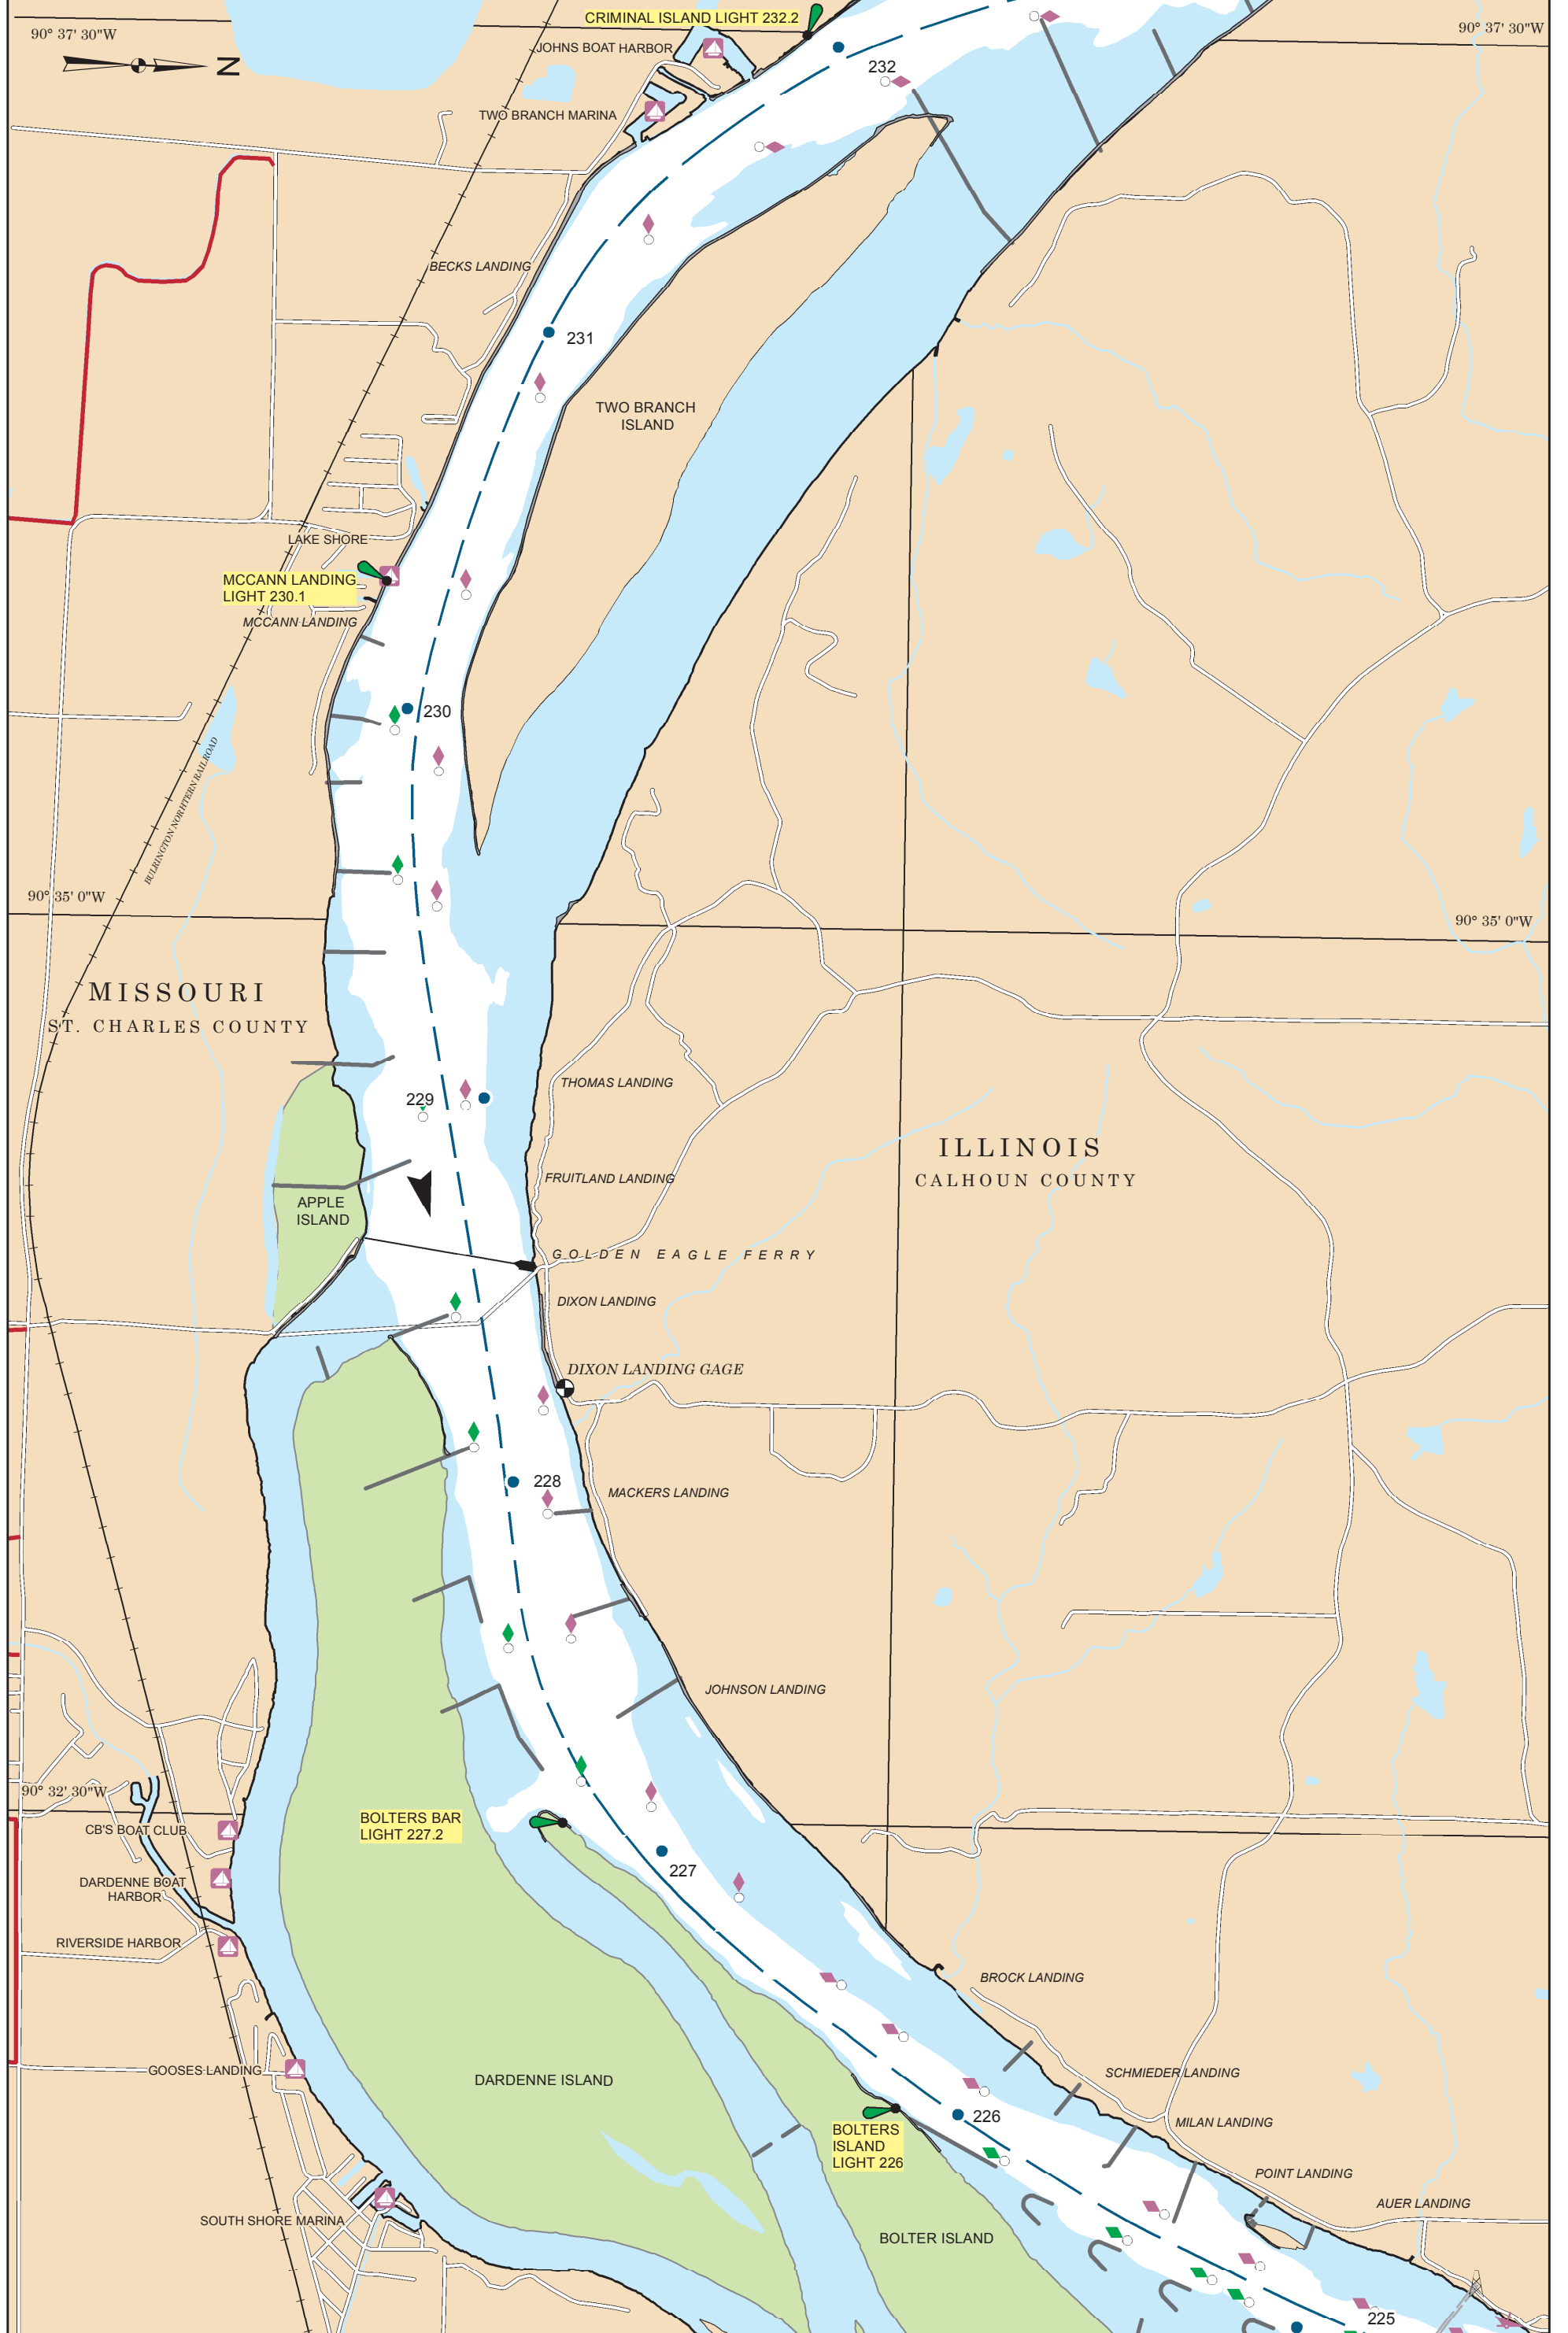 CRIMINAL ISLAND LIGHT 232.2
90° 37' 30"W
90° 37' 30"W
N
JOHNS BOAT HARBOR
232
TWO BRANCH MARINA
BECKS LANDING
231
TWO BRANCH
ISLAND
LAKE SHORE
MCCANN LANDING
LIGHT 230.1
MCCANN LANDING
230
BULRINGTON NORHTERN RAILROAD
90° 35' 0"W
90° 35' 0"W
MISSOURI
ST. CHARLES COUNTY
THOMAS LANDING
229
ILLINOIS
CALHOUN COUNTY
FRUITLAND LANDING
APPLE
ISLAND
GOLDEN EAGLE FERRY
DIXON LANDING
DIXON LANDING GAGE
228
MACKERS LANDING
JOHNSON LANDING
90° 32' 30"W
BOLTERS BAR
LIGHT 227.2
CB'S BOAT CLUB
227
DARDENNE BOAT
HARBOR
RIVERSIDE HARBOR
BROCK LANDING
GOOSES LANDING
DARDENNE ISLAND
SCHMIEDER LANDING
226
MILAN LANDING
BOLTERS
ISLAND
LIGHT 226
POINT LANDING
AUER LANDING
SOUTH SHORE MARINA
BOLTER ISLAND
225